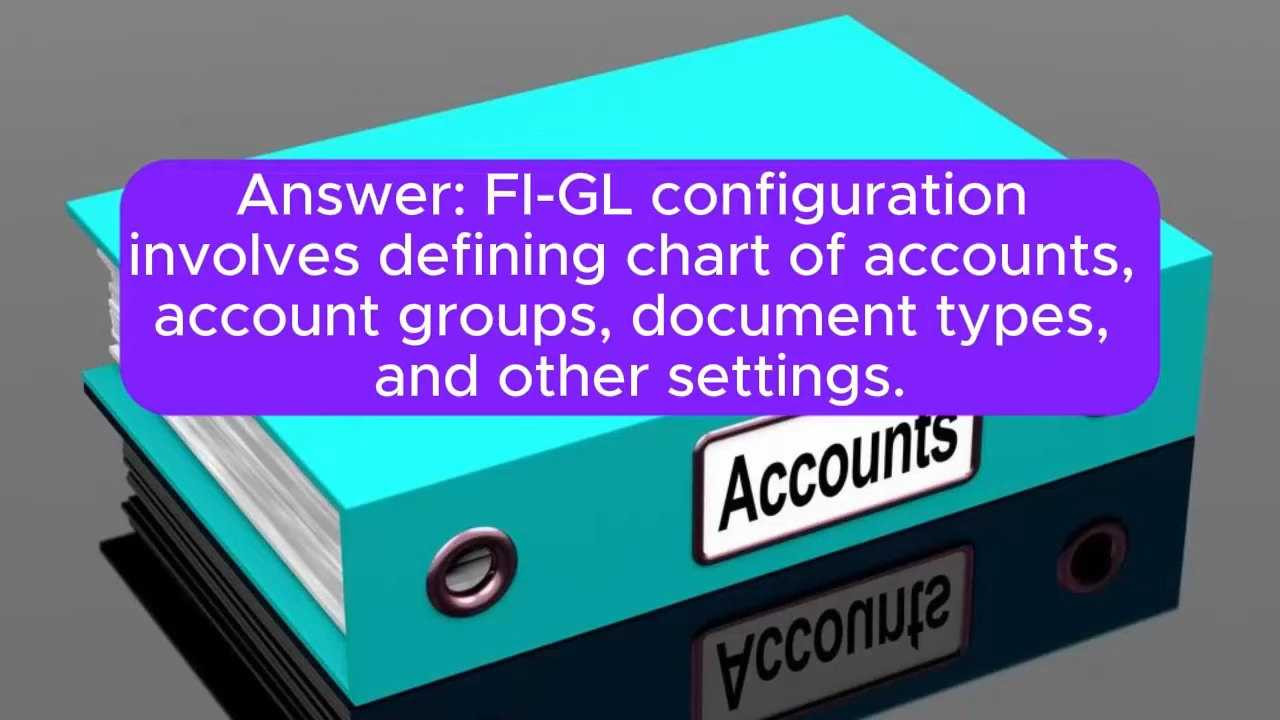 Answer: FI-GL configuration
involves defining chart of accounts,
account groups, document types,
and other settings.
Accounts
Accounts